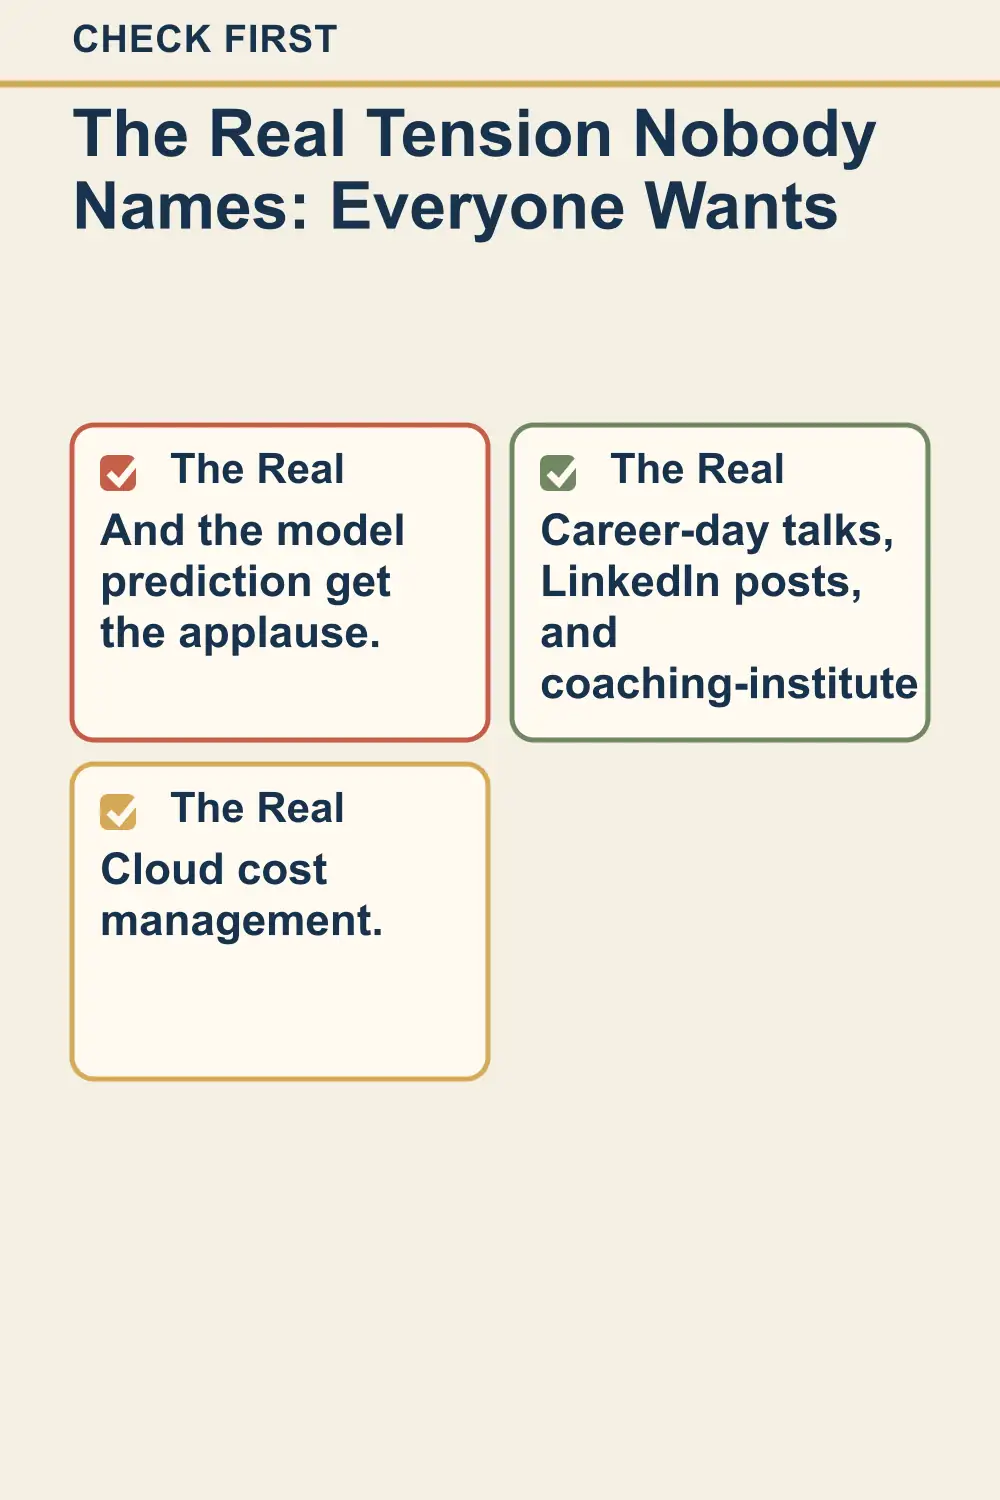 CHECK FIRST
The Real Tension Nobody
Names: Everyone Wants
The Real
And the model
prediction get
the applause.
The Real
Career-day talks,
LinkedIn posts,
and
coaching-institute
The Real
Cloud cost
management.